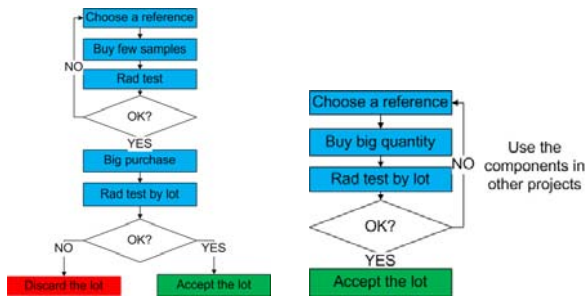 Choose a reference
Buy few samples
NO
Rad test
OK?
YES
Big purchase
Rad test by lot
OK?
NO
YES
Discard the lot
Accept the lot
Choose a reference
Buy big quantity
NO
Rad test by lot
OK?
YES
Accept the lot
Use the
components in
other projects